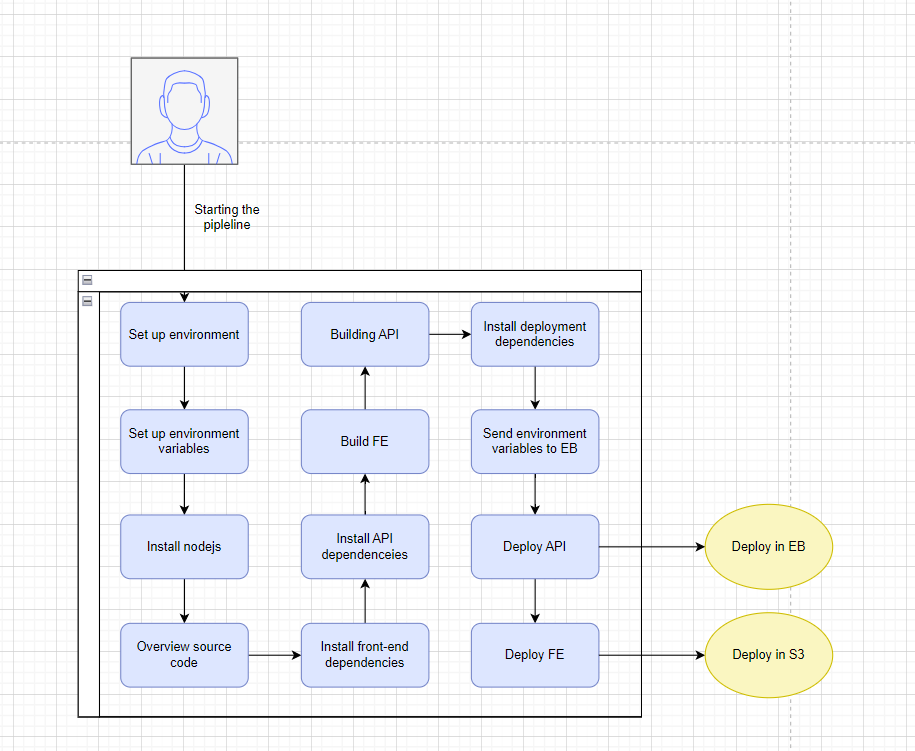 Starting the
pipleline
Set up environment
Set up environment
variables
Install nodejs
Overview source
code
Install front-end
dependencies
Install API
dependenceies
Build FE
Building API
Install deployment
dependencies
Send environment
variables to EB
Deploy API
Deploy in EB
Deploy FE
Deploy in S3